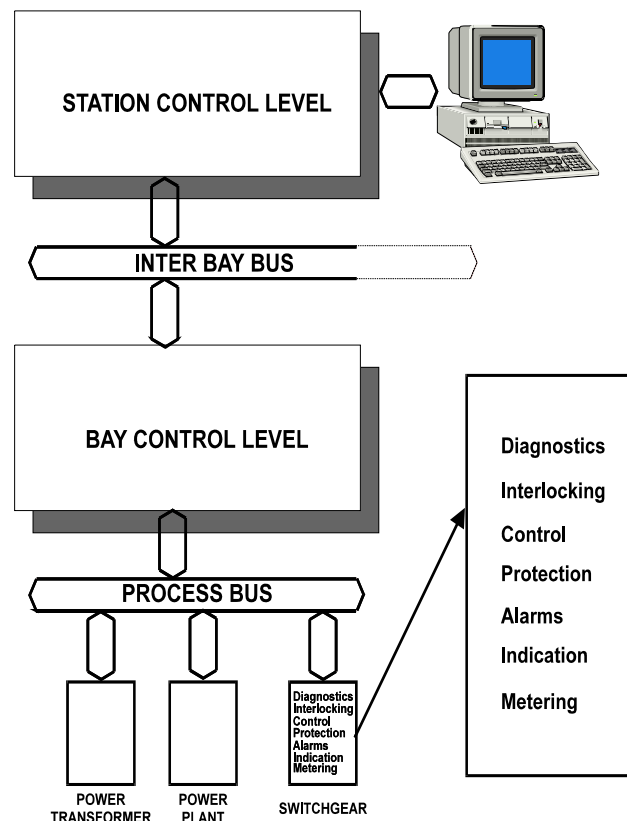 STATION CONTROL LEVEL
INTER BAY BUS
BAY CONTROL LEVEL
PROCESS BUS
Diagnostics
Interlocking
Control
Protection
Alarms
Indication
Metering
POWER
TRANSFORMER
POWER
PLANT
SWITCHGEAR
Diagnostics
Interlocking
Control
Protection
Alarms
Indication
Metering